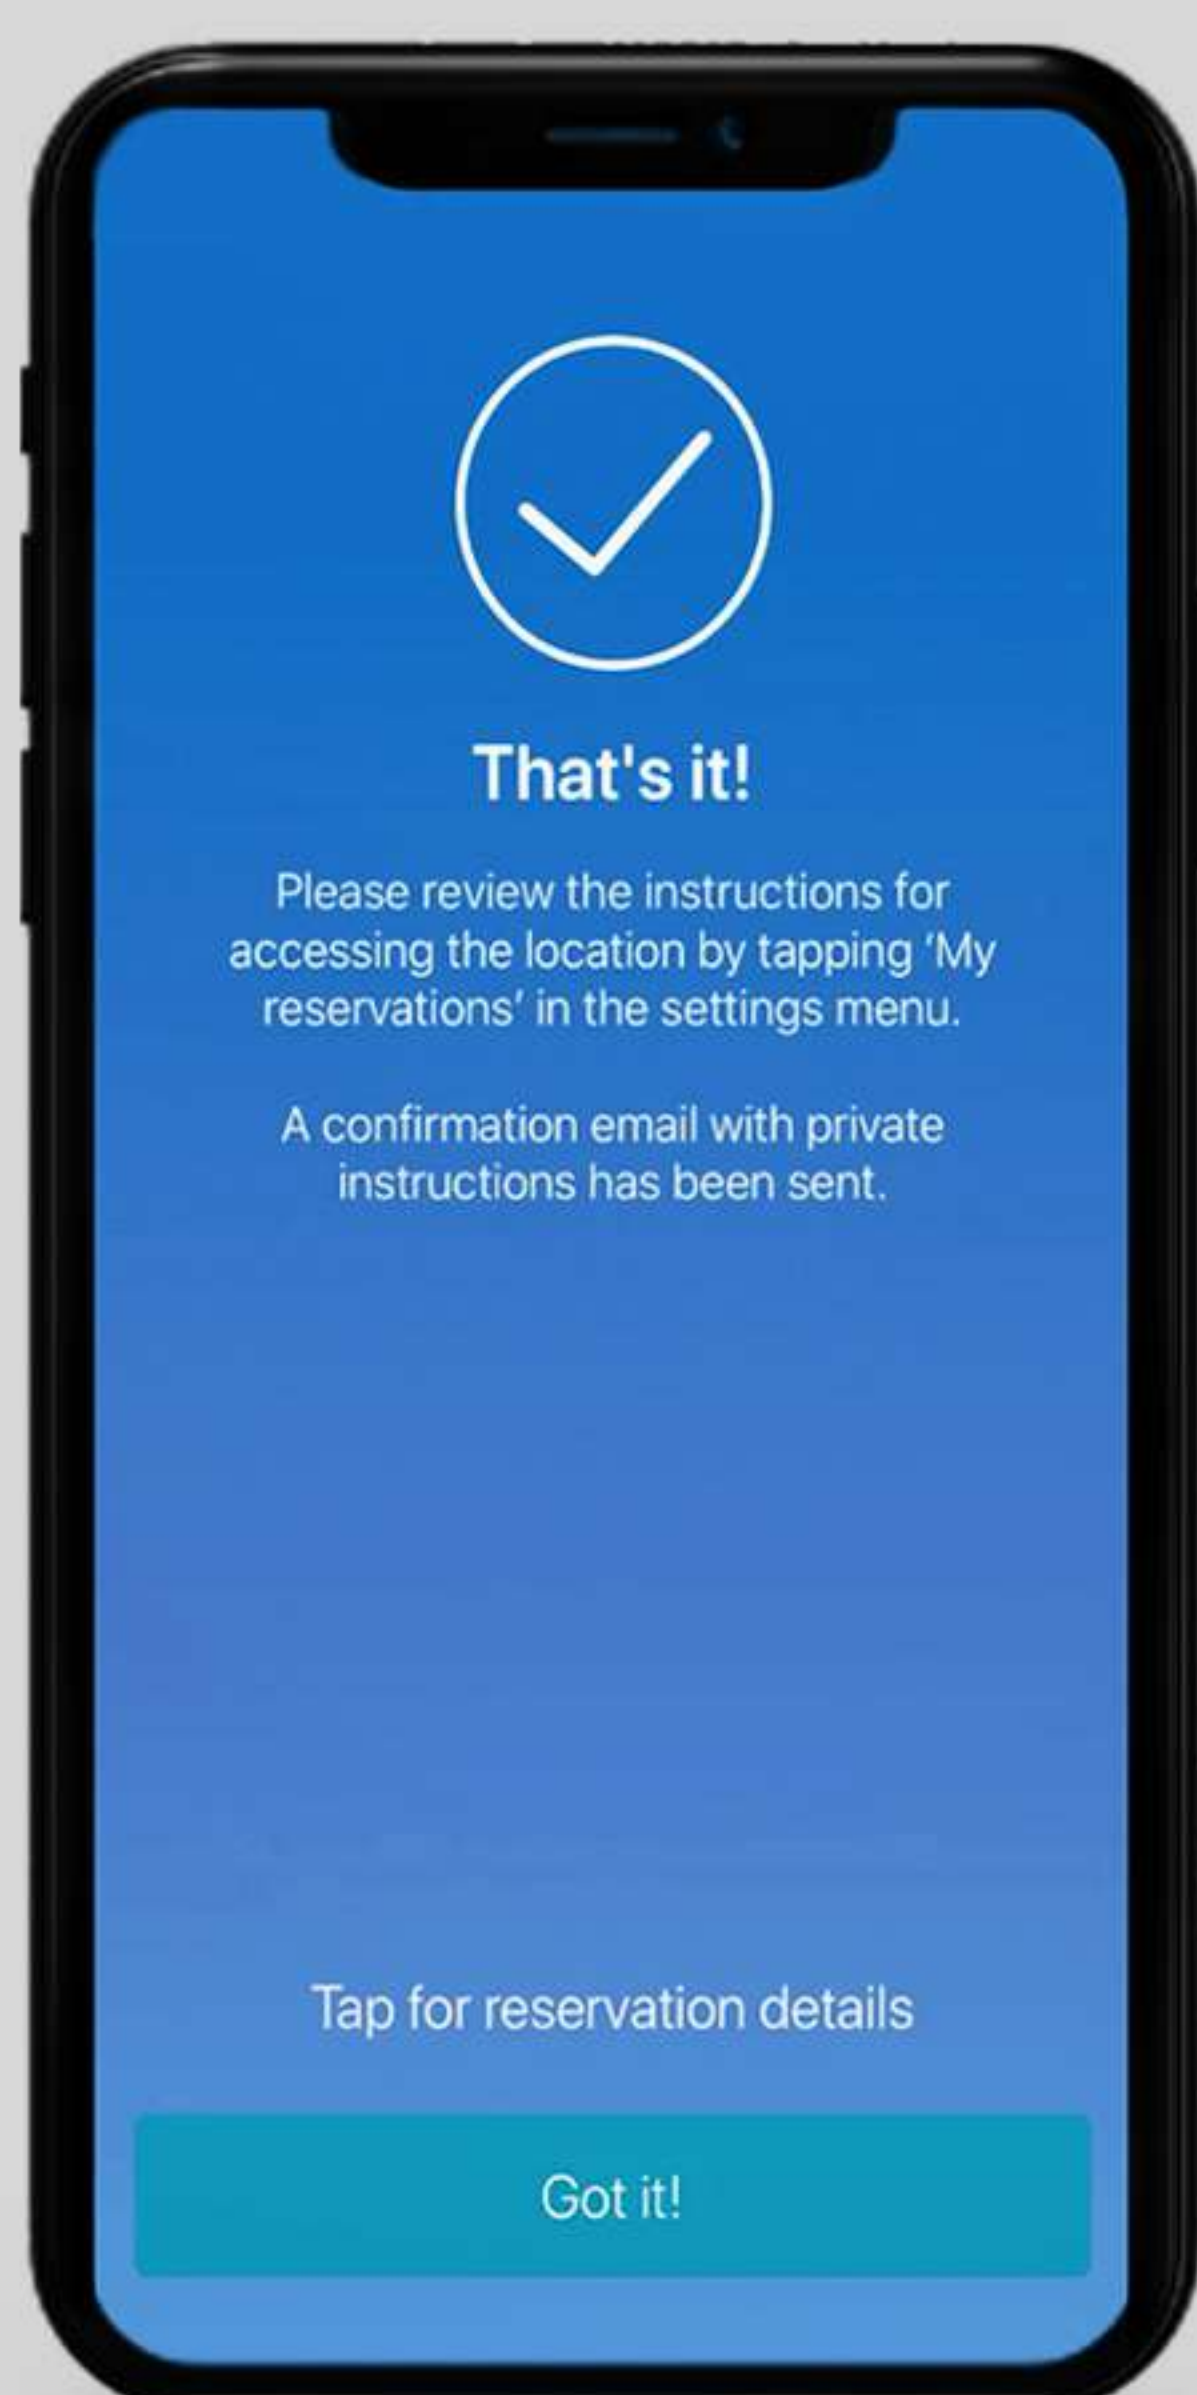 That's it!
Please review the instructions for
accessing the location by tapping ‘My
reservations’ in the settings menu.
A confirmation email with private
instructions has been sent.
Tap for reservation details
Got it!